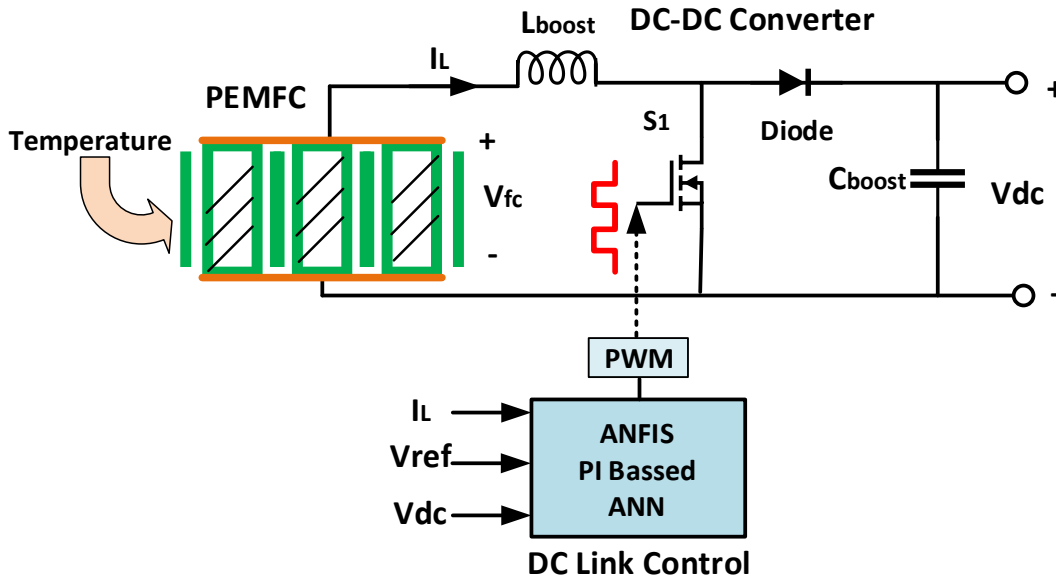 Lboost
DC-DC Converter
IL
PEMFC
S1
Diode
+
Temperature
+
Vfc
-
Cboost
Vdc
-
PWM
IL
Vref
Vdc
ANFIS
PI Bassed
ANN
DC Link Control